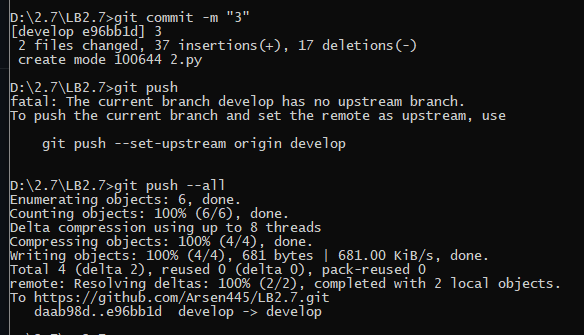 D:\2.7\LB2.7>git commit -m "3"
[develop e96bb1d] 3
 2 files changed, 37 insertions(+), 17 deletions(-)
 create mode 100644 2.py
D:\2.7\LB2.7>git push
fatal: The current branch develop has no upstream branch.
To push the current branch and set the remote as upstream, use
    git push --set-upstream origin develop
D:\2.7\LB2.7>git push --all
Enumerating objects: 6, done.
Counting objects: 100% (6/6), done.
Delta compression using up to 8 threads
Compressing objects: 100% (4/4), done.
Writing objects: 100% (4/4), 681 bytes | 681.00 KiB/s, done.
Total 4 (delta 2), reused 0 (delta 0), pack-reused 0
remote: Resolving deltas: 100% (2/2), completed with 2 local objects.
To https://github.com/Arsen445/LB2.7.git
   daab98d..e96bb1d  develop -> develop